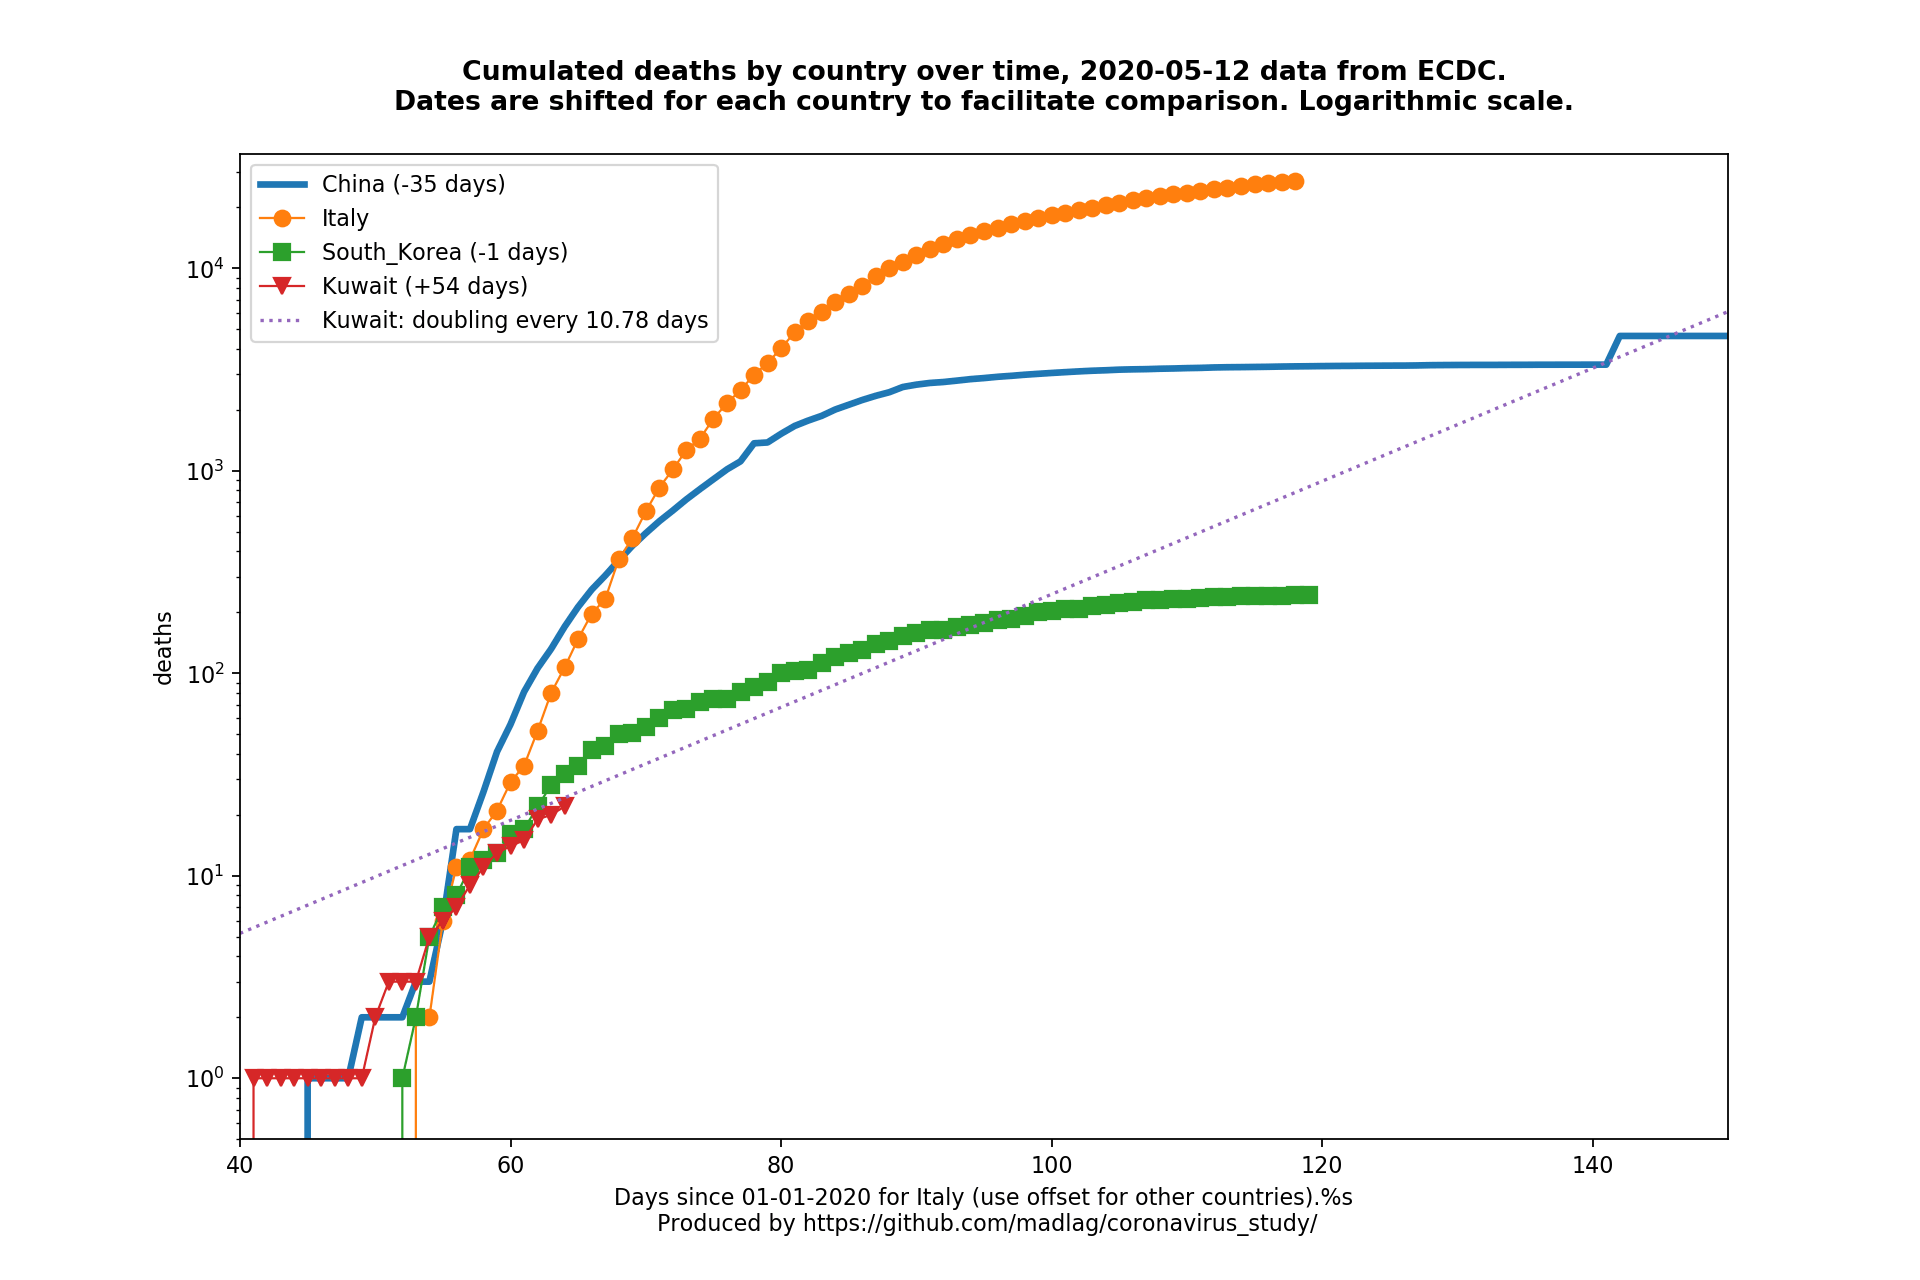 Cumulated deaths by country over time, 2020-05-12 data from ECDC.
Dates are shifted for each country to facilitate comparison. Logarithmic scale.
China (-35 days)
Italy
South_Korea (-1 days)
Kuwait (+54 days)
Kuwait: doubling every 10.78 days
deaths
10⁴
10³
10²
10¹
10⁰
40 60 80 100 120 140
Days since 01-01-2020 for Italy (use offset for other countries).%s
Produced by https://github.com/madlag/coronavirus_study/